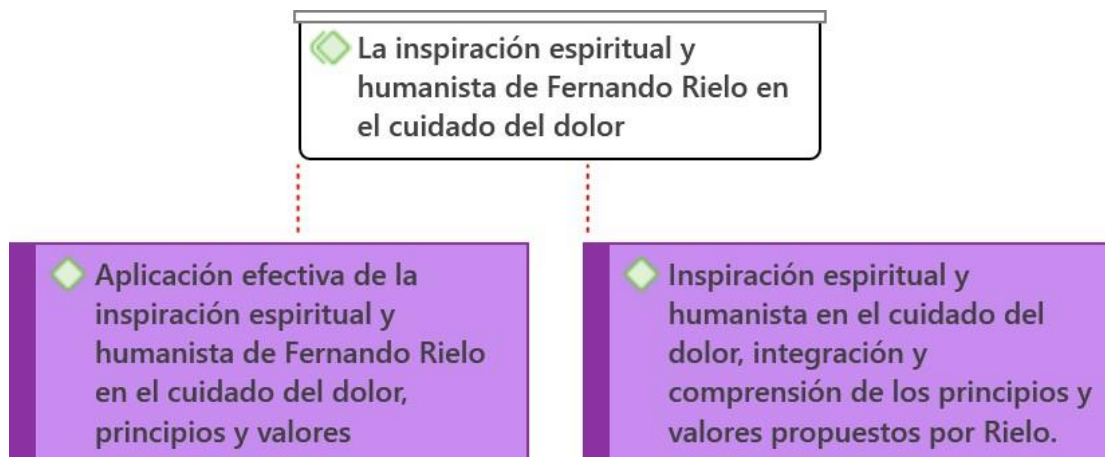 La inspiración espiritual y
humanista de Fernando Rielo en
el cuidado del dolor
Aplicación efectiva de la
inspiración espiritual y
humanista de Fernando Rielo
en el cuidado del dolor,
principios y valores
Inspiración espiritual y
humanista en el cuidado del
dolor, integración y
comprensión de los principios y
valores propuestos por Rielo.